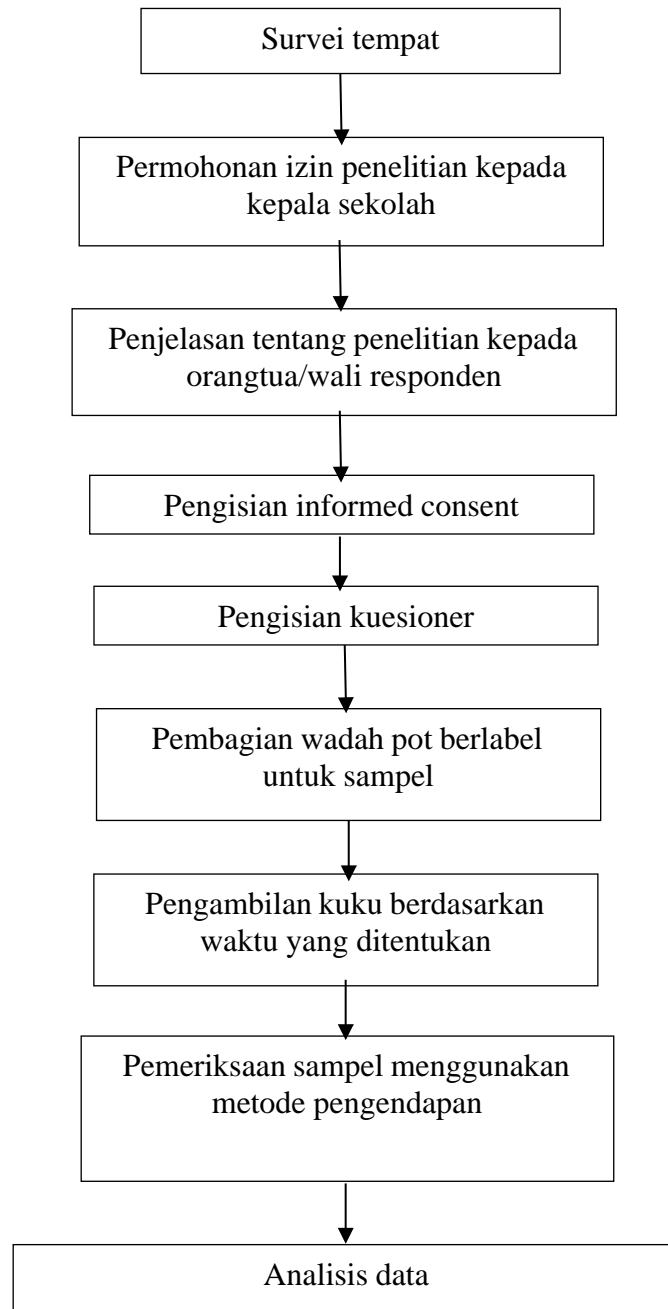 Survei tempat
Permohonan izin penelitian kepada
kepala sekolah
Penjelasan tentang penelitian kepada
orangtua/wali responden
Pengisian informed consent
Pengisian kuesioner
Pembagian wadah pot berlabel
untuk sampel
Pengambilan kuku berdasarkan
waktu yang ditentukan
Pemeriksaan sampel menggunakan
metode pengendapan
Analisis data